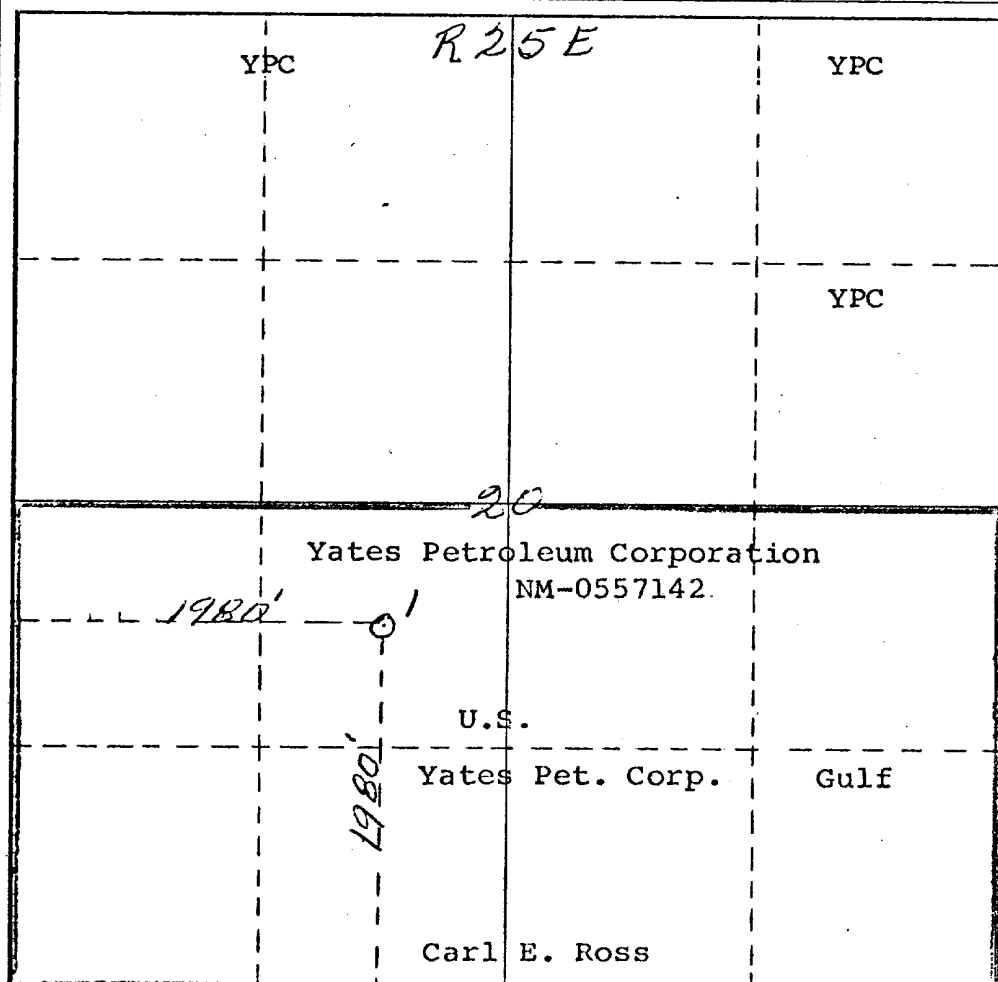 YPC R25E YPC
YPC
20
Yates Petroleum Corporation
NM-0557142
1980' 1
U.S.
1980'
Yates Pet. Corp. Gulf
Carl E. Ross